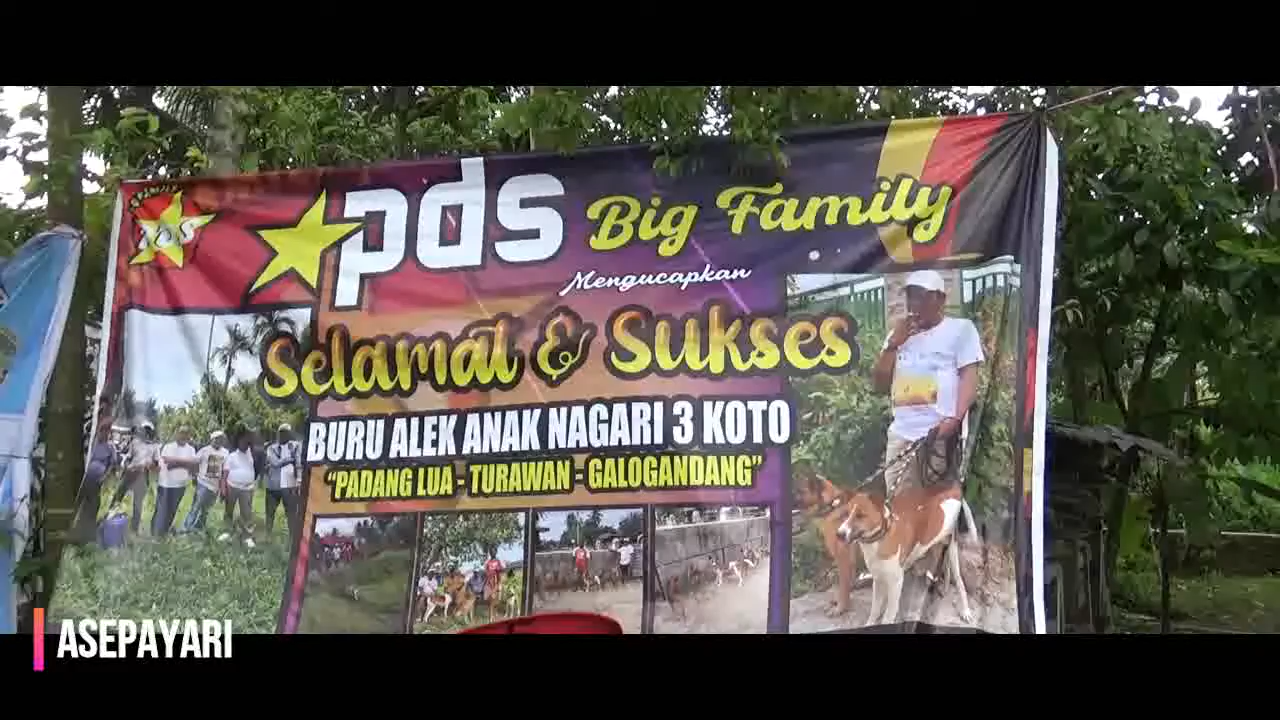 pds Big Family
Mengucapkan
Selamat & Sukses
BURU ALEK ANAK NAGARI 3 KOTO
"PADANG LUA - TURAWAN - GALOGANDANG"
ASEPAYARI